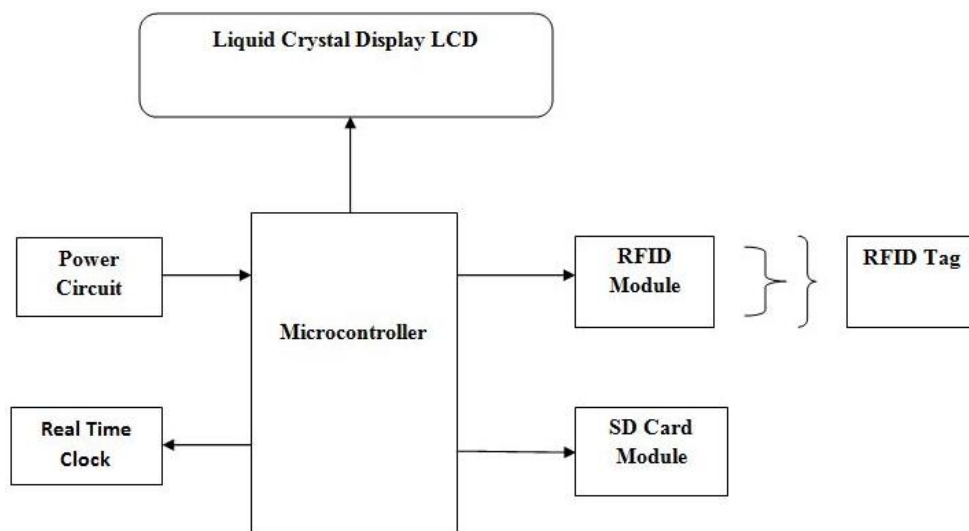 Liquid Crystal Display LCD
Power
Circuit
Microcontroller
RFID
Module
RFID Tag
Real Time
Clock
SD Card
Module